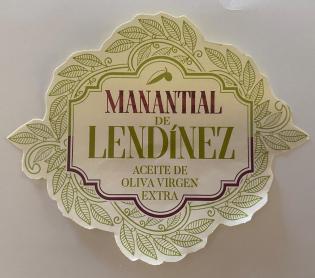 MANANTIAL
DE
LENDÍNEZ
ACEITE DE
OLIVA VIRGEN
EXTRA